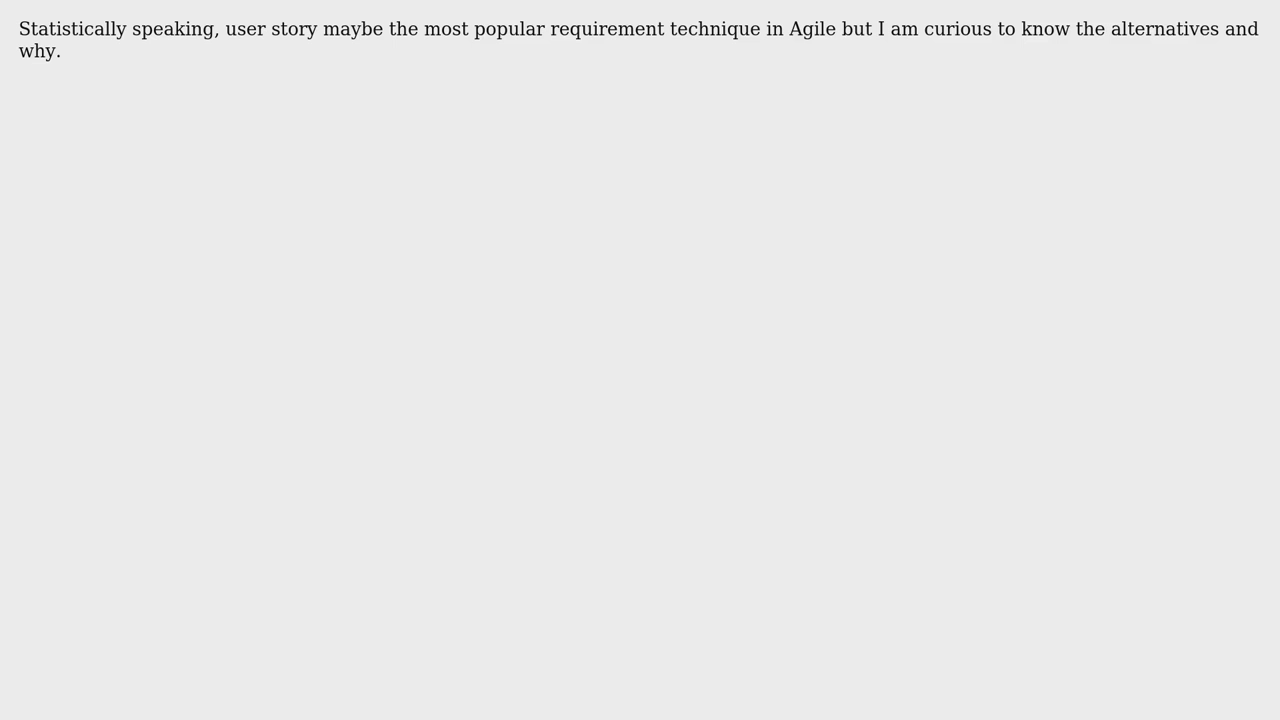 Statistically speaking, user story maybe the most popular requirement technique in Agile but I am curious to know the alternatives and
why.